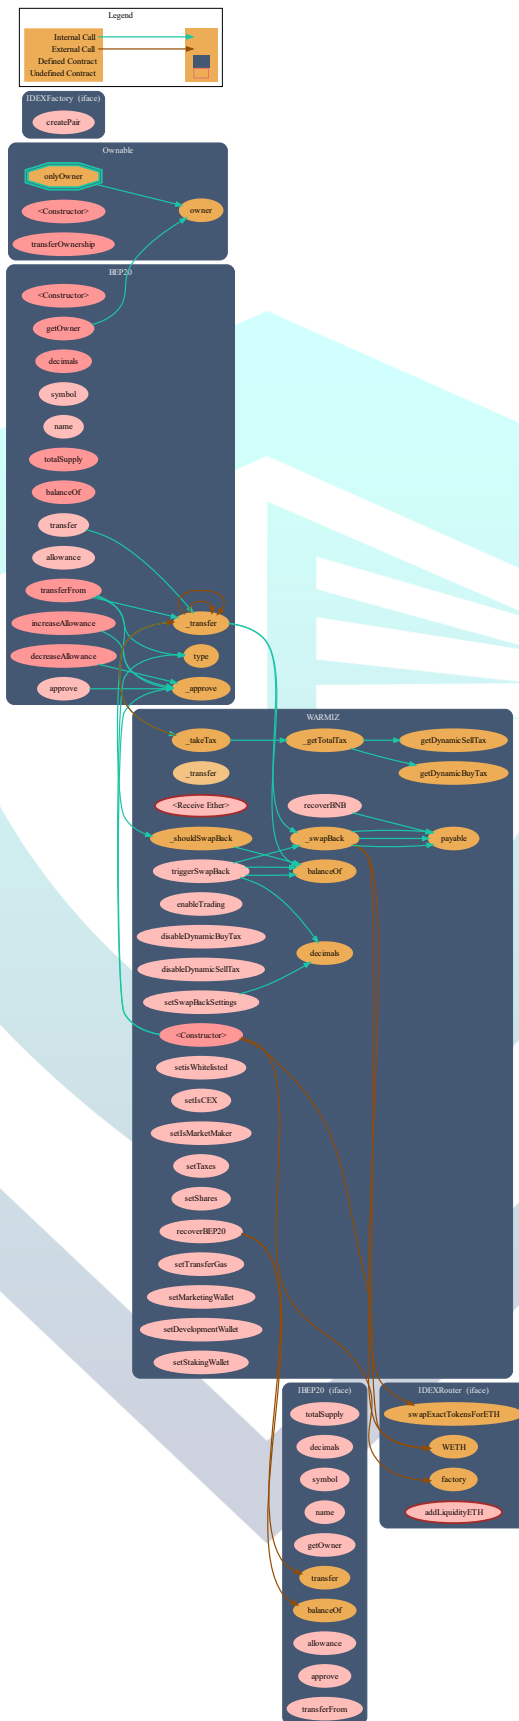 Legend
Internal Call
External Call
Defined Contract
Undefined Contract
IDEXFactory (iface)
createPair
Ownable
onlyOwner
owner
<Constructor>
transferOwnership
BEP20
<Constructor>
getOwner
decimals
symbol
name
totalSupply
balanceOf
transfer
allowance
transferFrom
increaseAllowance
_transfer
decreaseAllowance
type
approve
_approve
WARMIZ
_takeTax
_getTotalTax
getDynamicSellTax
_transfer
getDynamicBuyTax
<Receive Ether>
recoverBNB
_shouldSwapBack
_swapBack
payable
triggerSwapBack
balanceOf
enableTrading
disableDynamicBuyTax
decimals
disableDynamicSellTax
setSwapBackSettings
<Constructor>
setisWhitelisted
setIsCEX
setIsMarketMaker
setTaxes
setShares
recoverBEP20
setTransferGas
setMarketingWallet
setDevelopmentWallet
setStakingWallet
IBEP20 (iface)
IDEXRouter (iface)
totalSupply
swapExactTokensForETH
decimals
WETH
symbol
factory
name
addLiquidityETH
getOwner
transfer
balanceOf
allowance
approve
transferFrom